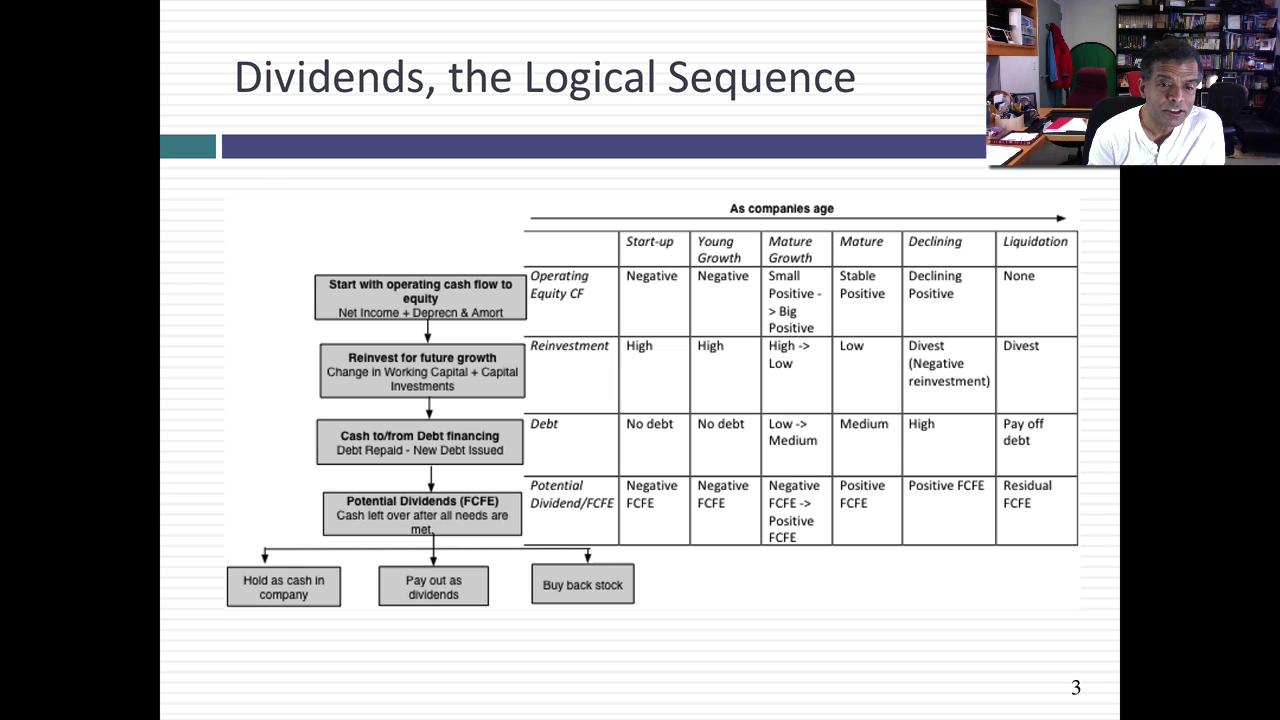 Dividends, the Logical Sequence
As companies age
Start-up
Young
Growth
Mature
Growth
Mature
Declining
Liquidation
Start with operating cash flow to
equity
Net Income + Deprecn & Amort
Operating
Equity CF
Negative
Negative
Small
Positive -
> Big
Positive
Stable
Positive
Declining
Positive
None
Reinvest for future growth
Change in Working Capital + Capital
Investments
Reinvestment
High
High
High ->
Low
Low
Divest
(Negative
reinvestment)
Divest
Cash to/from Debt financing
Debt Repaid - New Debt Issued
Debt
No debt
No debt
Low ->
Medium
Medium
High
Pay off
debt
Potential Dividends (FCFE)
Cash left over after all needs are
met.
Potential
Dividend/FCFE
Negative
FCFE
Negative
FCFE
Negative
FCFE ->
Positive
FCFE
Positive
FCFE
Positive FCFE
Residual
FCFE
Hold as cash in
company
Pay out as
dividends
Buy back stock
3